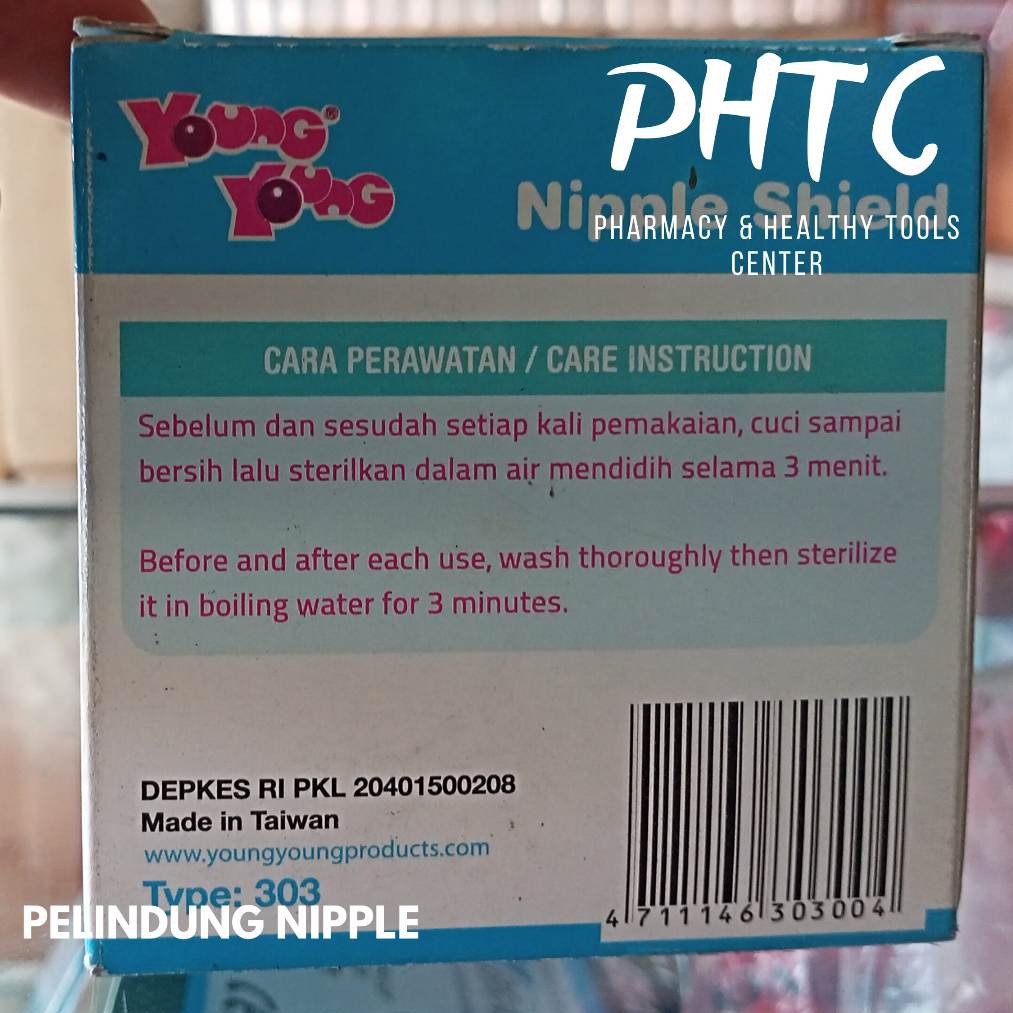 Young®
Young
PHTC
Nipple Shield
PHARMACY & HEALTHY TOOLS
CENTER
CARA PERAWATAN / CARE INSTRUCTION
Sebelum dan sesudah setiap kali pemakaian, cuci sampai
bersih lalu sterilkan dalam air mendidih selama 3 menit.
Before and after each use, wash thoroughly then sterilize
it in boiling water for 3 minutes.
DEPKES RI PKL 20401500208
Made in Taiwan
www.youngyoungproducts.com
Type: 303
PELINDUNG NIPPLE
4 711146 303004